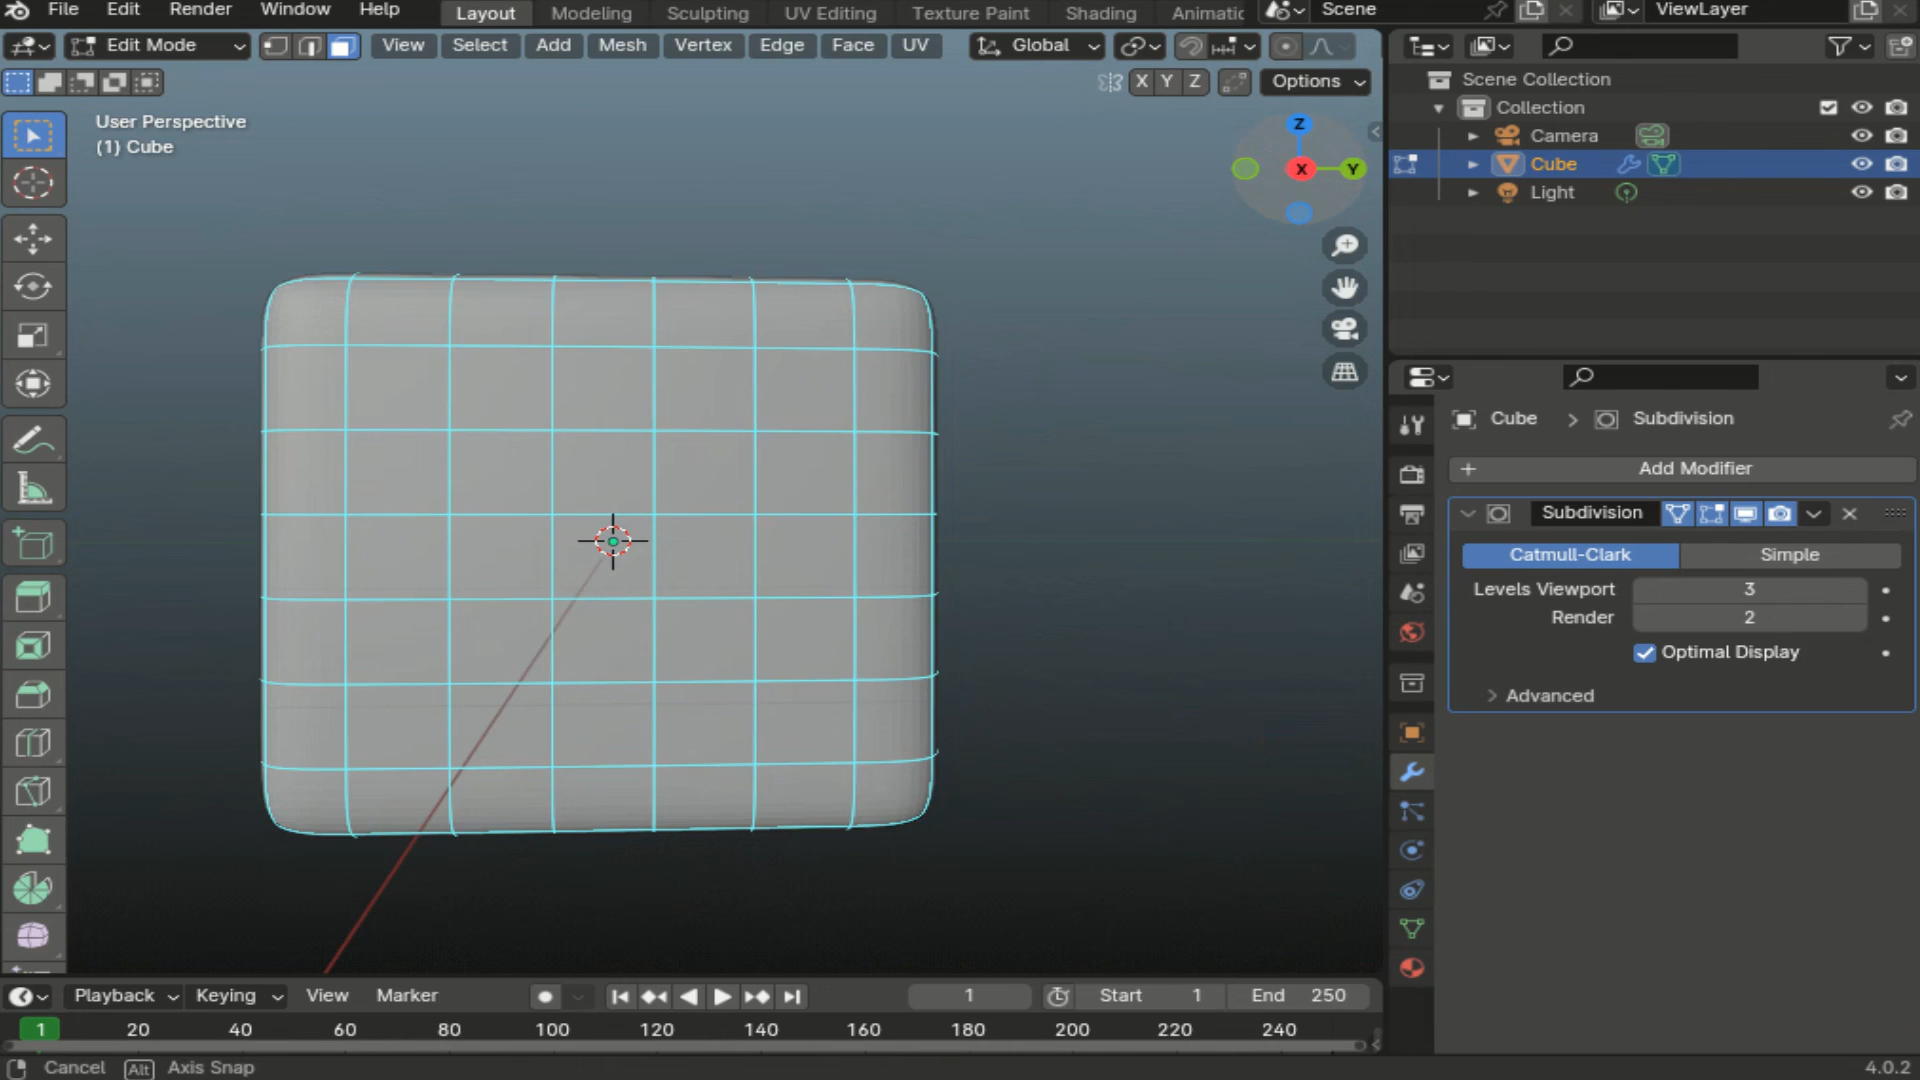 File Edit Render Window Help Layout Modeling Sculpting UV Editing Texture Paint Shading Animatic Scene ViewLayer
Edit Mode View Select Add Mesh Vertex Edge Face UV Global
X Y Z Options
User Perspective
(1) Cube
Z
X
Y
Scene Collection
Collection
Camera
Cube
Light
Cube > Subdivision
+ Add Modifier
Subdivision
Catmull-Clark Simple
Levels Viewport 3
Render 2
Optimal Display
Advanced
Playback Keying View Marker 1 Start 1 End 250
1 20 40 60 80 100 120 140 160 180 200 220 240
Cancel Alt Axis Snap 4.0.2